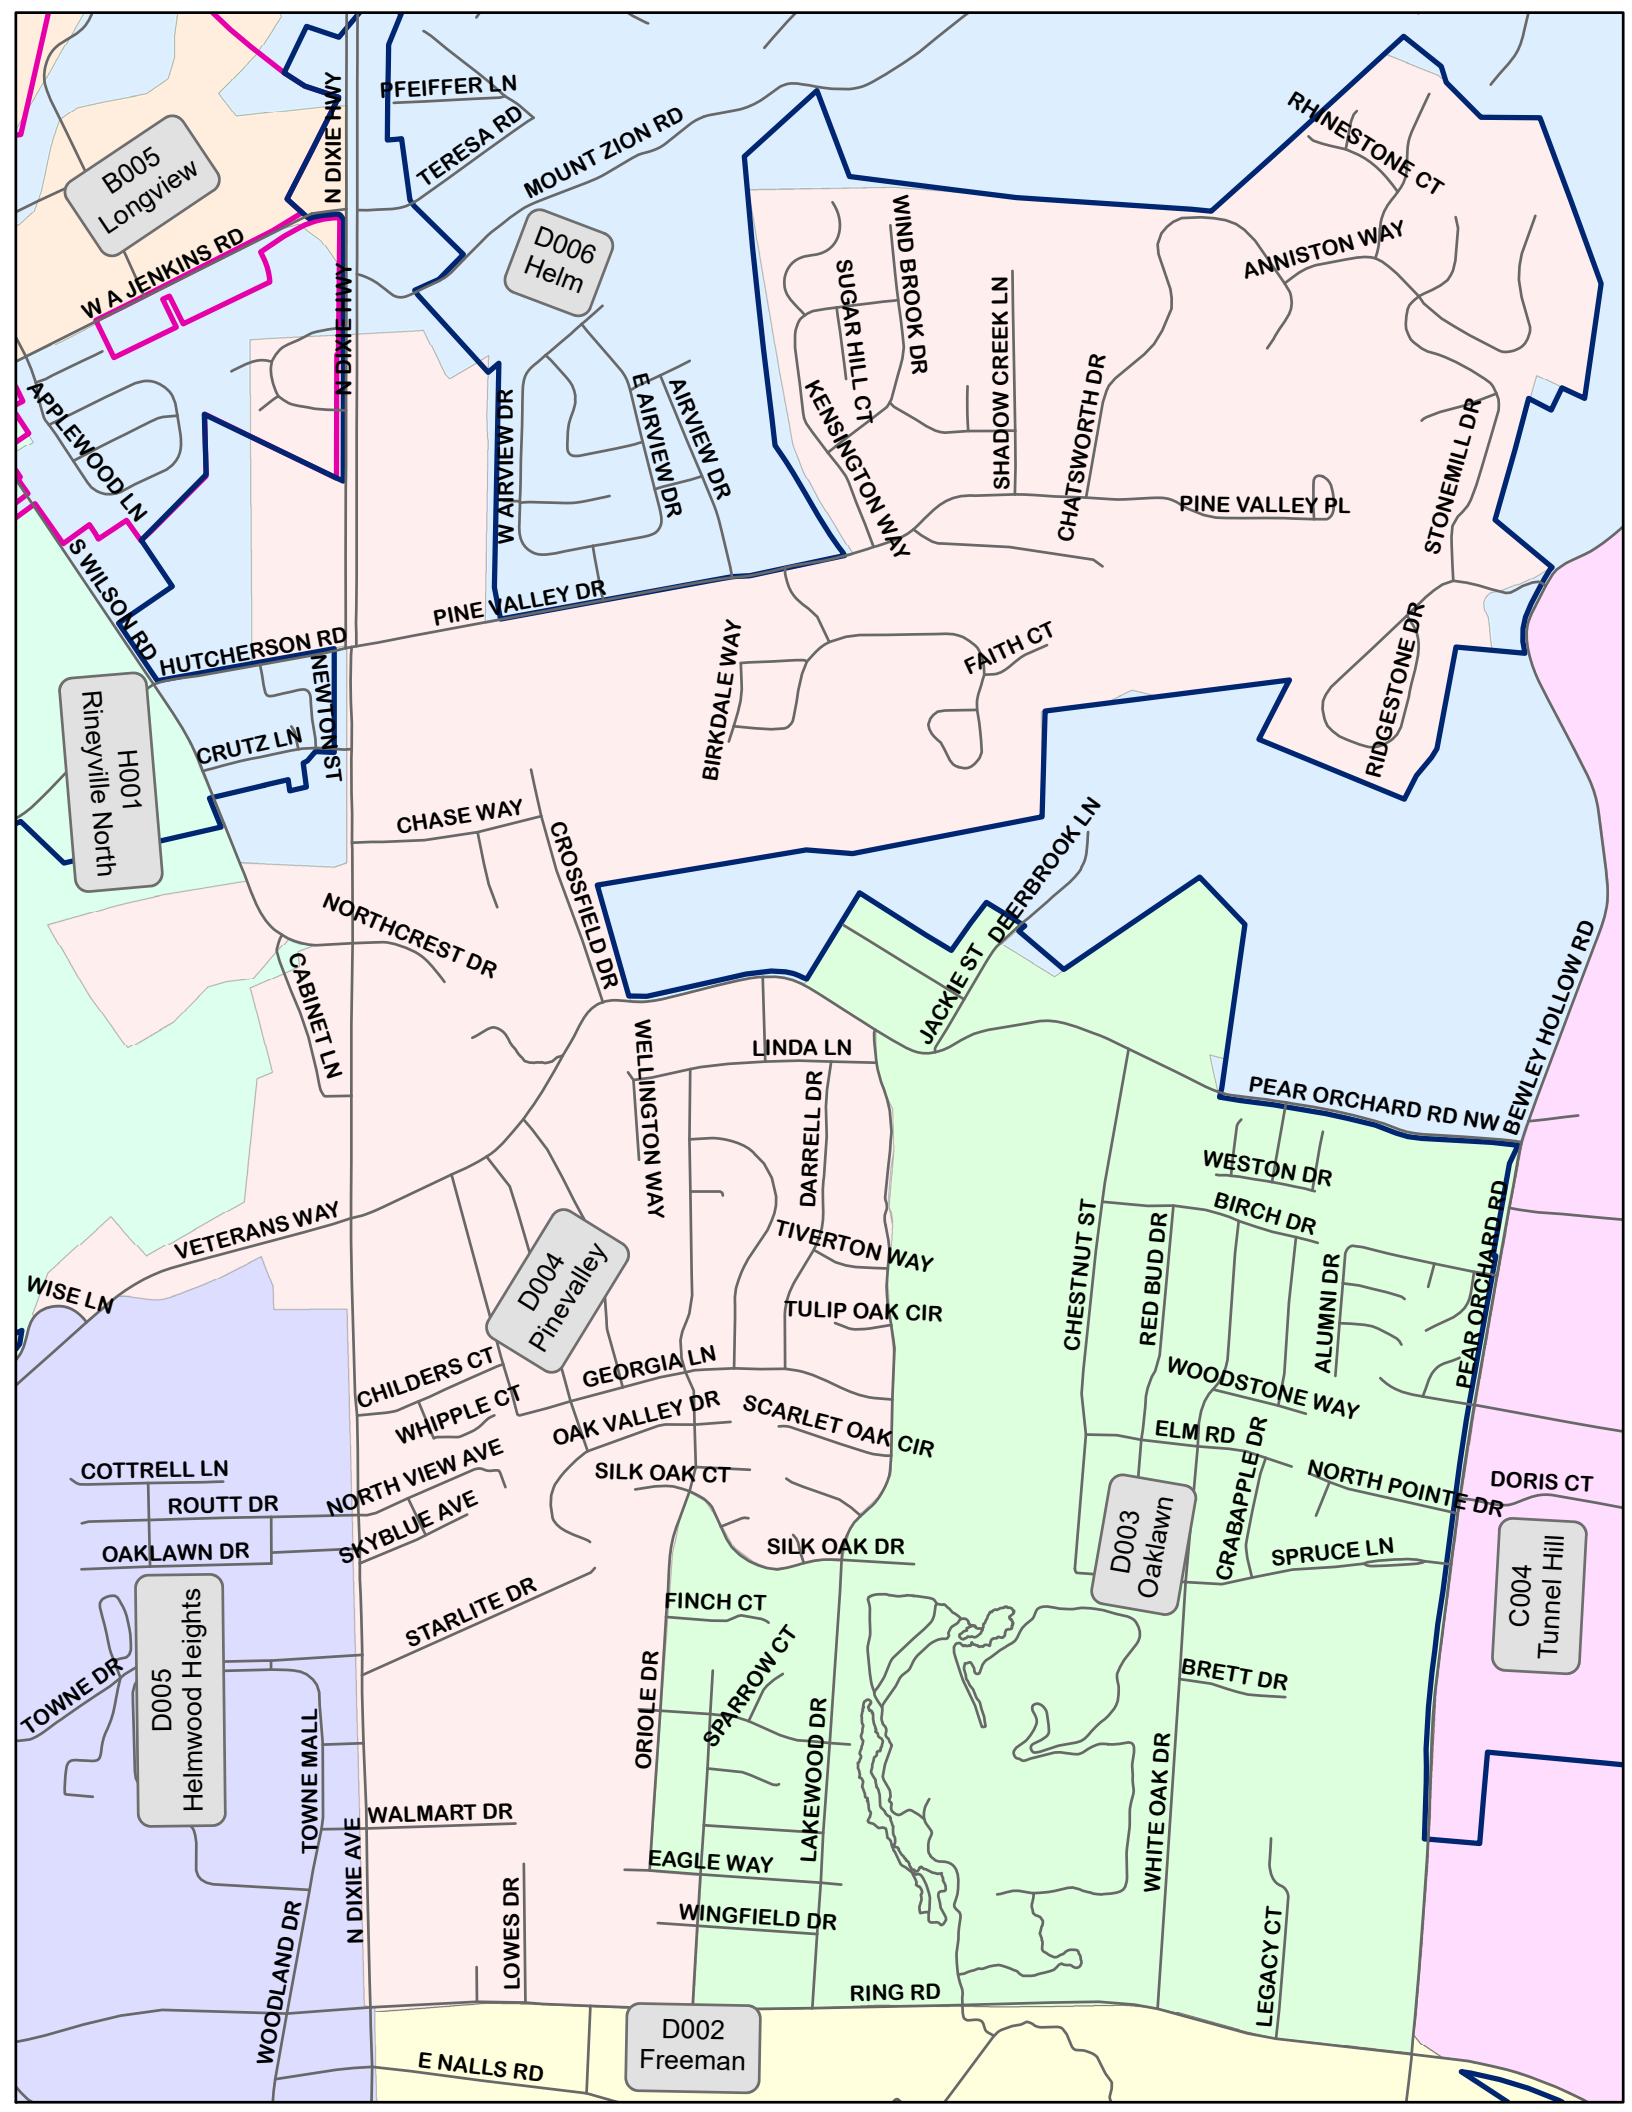 PFEIFFER LN
TERESA RD
MOUNT ZION RD
N DIXIE HWY
B005
Longview
W A JENKINS RD
D006
Helm
RHINESTONE CT
ANNISTON WAY
WIND BROOK DR
SUGAR HILL CT
SHADOW CREEK LN
N DIXIE HWY
KENSINGTON WAY
CHATSWORTH DR
STONEMILL DR
E AIRVIEW DR
AIRVIEW DR
W AIRVIEW DR
APPLEWOOD LN
PINE VALLEY PL
S WILSON RD
PINE VALLEY DR
HUTCHERSON RD
NEWTON ST
CRUTZ LN
H001
Rineyville North
BIRKDALE WAY
FAITH CT
RIDGESTONE DR
CHASE WAY
CROSSFIELD DR
DEERBROOK LN
JACKIE ST
NORTHCREST DR
CABINET LN
BEWLEY HOLLOW RD
WELLINGTON WAY
LINDA LN
DARRELL DR
PEAR ORCHARD RD NW
WESTON DR
BIRCH DR
VETERANS WAY
WISE LN
D004
Pinevalley
TIVERTON WAY
TULIP OAK CIR
CHESTNUT ST
RED BUD DR
ALUMNI DR
PEAR ORCHARD RD
CHILDERS CT
GEORGIA LN
WHIPPLE CT
OAK VALLEY DR
SCARLET OAK CIR
WOODSTONE WAY
ELM RD
CRABAPPLE DR
NORTH POINTE DR
DORIS CT
COTTRELL LN
ROUTT DR
NORTH VIEW AVE
SKYBLUE AVE
OAKLAWN DR
SILK OAK CT
SILK OAK DR
D003
Oaklawn
SPRUCE LN
C004
Tunnel Hill
STARLITE DR
FINCH CT
SPARROW CT
ORIOLE DR
LAKEWOOD DR
BRETT DR
D005
Helmwood Heights
TOWNE DR
TOWNE MALL
N DIXIE AVE
WALMART DR
EAGLE WAY
WHITE OAK DR
WINGFIELD DR
LOWES DR
WOODLAND DR
RING RD
LEGACY CT
D002
Freeman
E NALLS RD